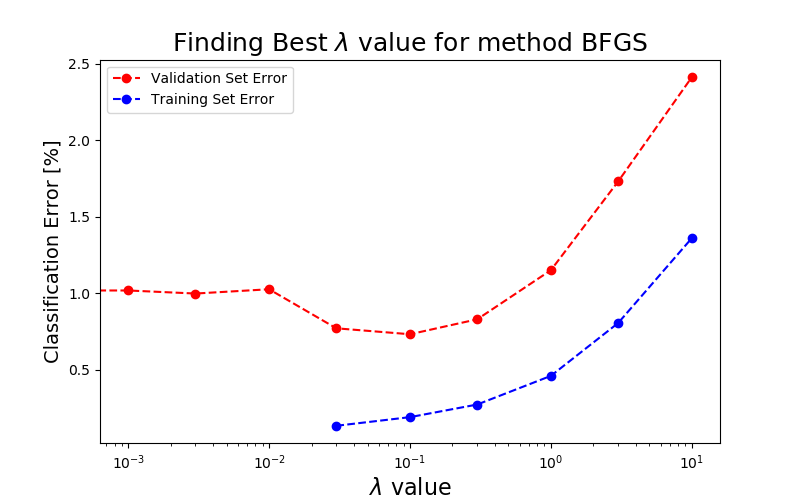 Finding Best λ value for method BFGS
Validation Set Error
Training Set Error
Classification Error [%]
2.5
2.0
1.5
1.0
0.5
10⁻³ 10⁻² 10⁻¹ 10⁰ 10¹
λ value